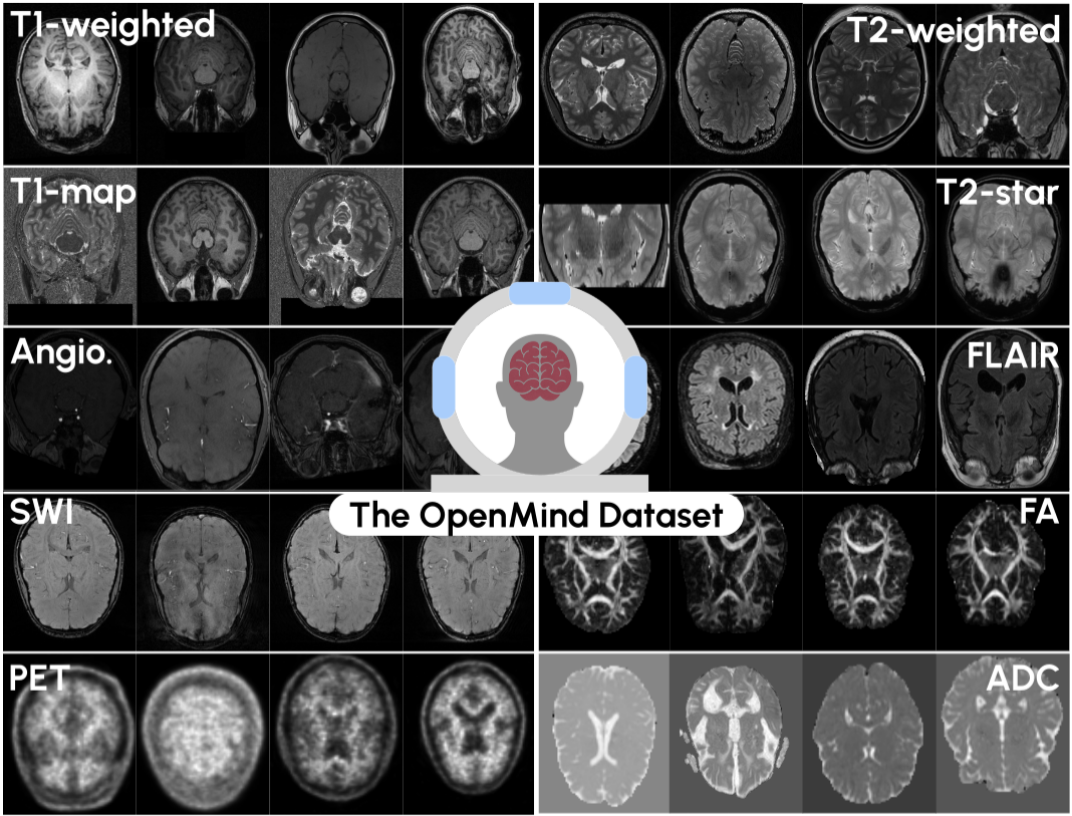 T1-weighted
T2-weighted
T1-map
T2-star
Angio.
FLAIR
SWI
The OpenMind Dataset
FA
PET
ADC